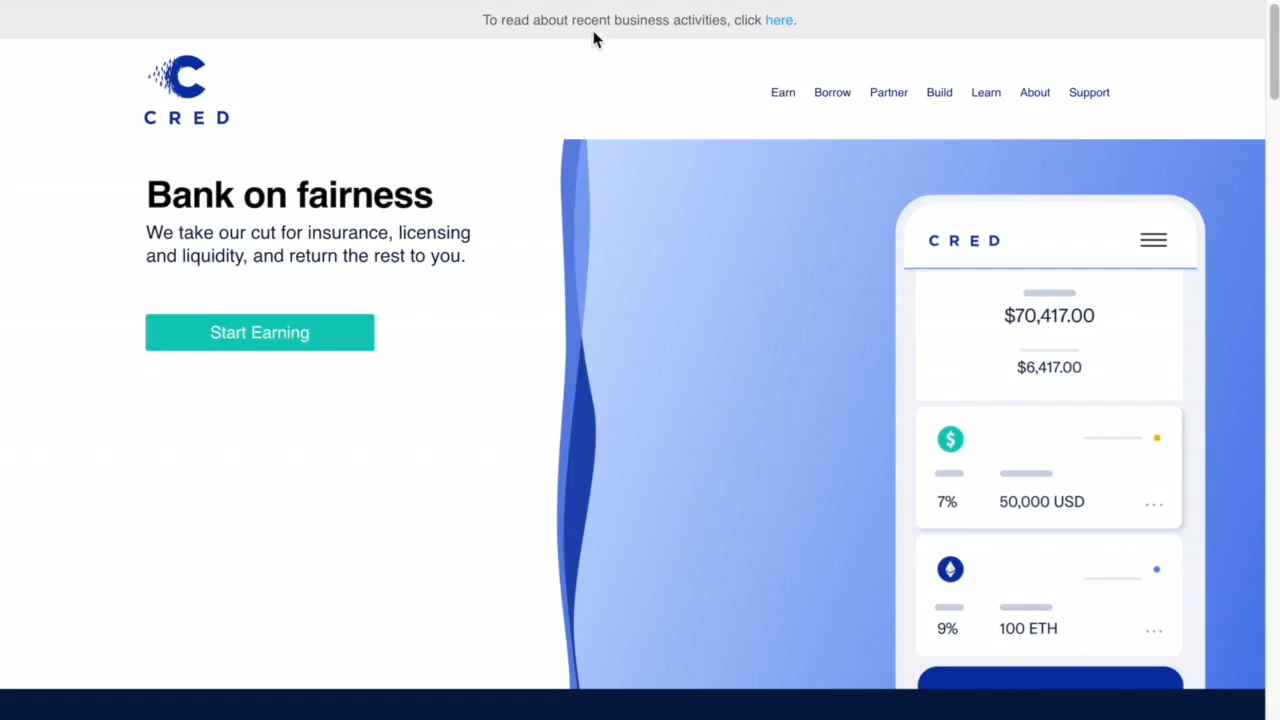 To read about recent business activities, click here.
C
CRED
Earn Borrow Partner Build Learn About Support
Bank on fairness
We take our cut for insurance, licensing
and liquidity, and return the rest to you.
Start Earning
CRED
$70,417.00
$6,417.00
$
7% 50,000 USD ...
9% 100 ETH ...